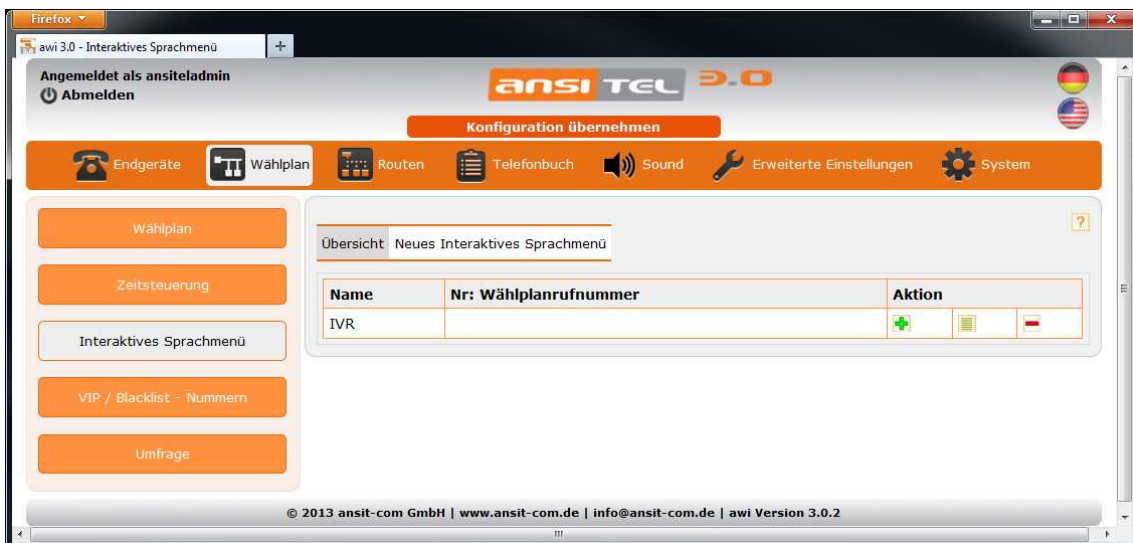 Firefox
awi 3.0 - Interaktives Sprachmenü
Angemeldet als ansiteladmin
Abmelden
ansi TEL 3.0
Konfiguration übernehmen
Endgeräte Wählplan Routen Telefonbuch Sound Erweiterte Einstellungen System
Wählplan
Zeitsteuerung
Interaktives Sprachmenü
VIP / Blacklist - Nummern
Umfrage
?
Übersicht Neues Interaktives Sprachmenü
Name Nr: Wählplanrufnummer Aktion
IVR
© 2013 ansit-com GmbH | www.ansit-com.de | info@ansit-com.de | awi Version 3.0.2